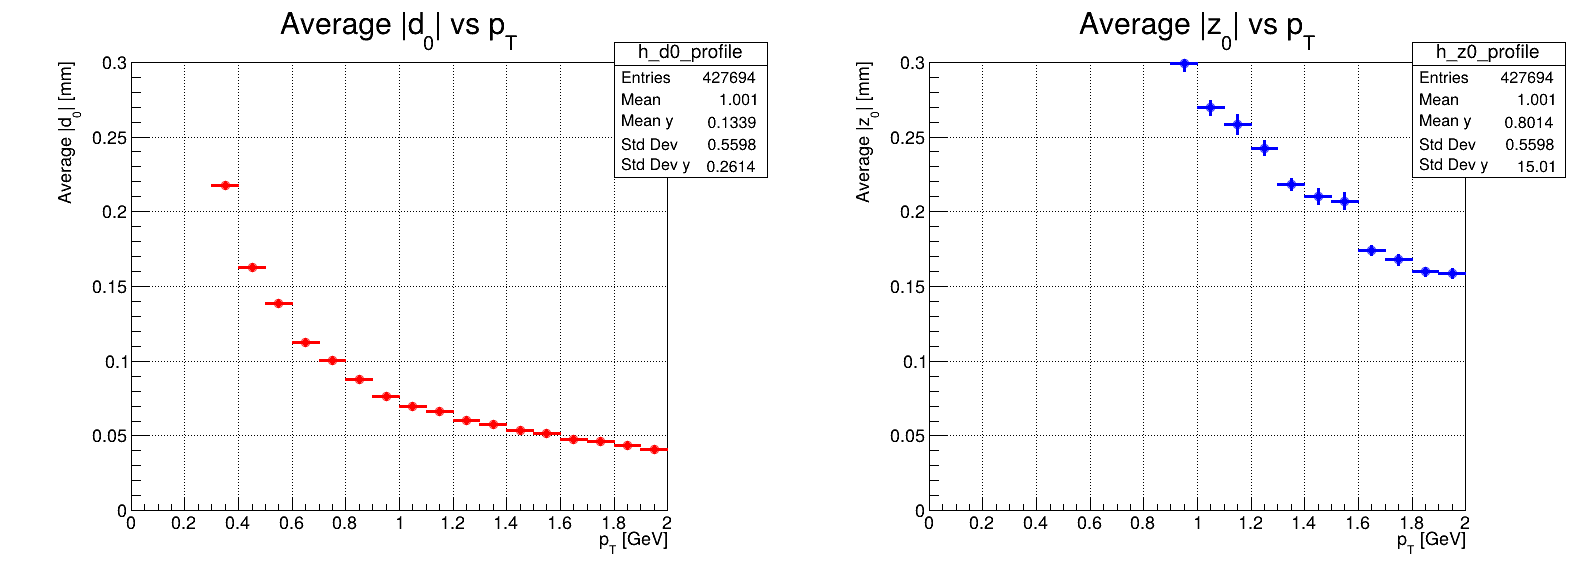 Average |d0| vs pT
h_d0_profile
Entries 427694
Mean 1.001
Mean y 0.1339
Std Dev 0.5598
Std Dev y 0.2614
Average |d0| [mm]
0.3
0.25
0.2
0.15
0.1
0.05
0
0 0.2 0.4 0.6 0.8 1 1.2 1.4 1.6 1.8 2
pT [GeV]
Average |z0| vs pT
h_z0_profile
Entries 427694
Mean 1.001
Mean y 0.8014
Std Dev 0.5598
Std Dev y 15.01
Average |z0| [mm]
0.3
0.25
0.2
0.15
0.1
0.05
0
0 0.2 0.4 0.6 0.8 1 1.2 1.4 1.6 1.8 2
pT [GeV]